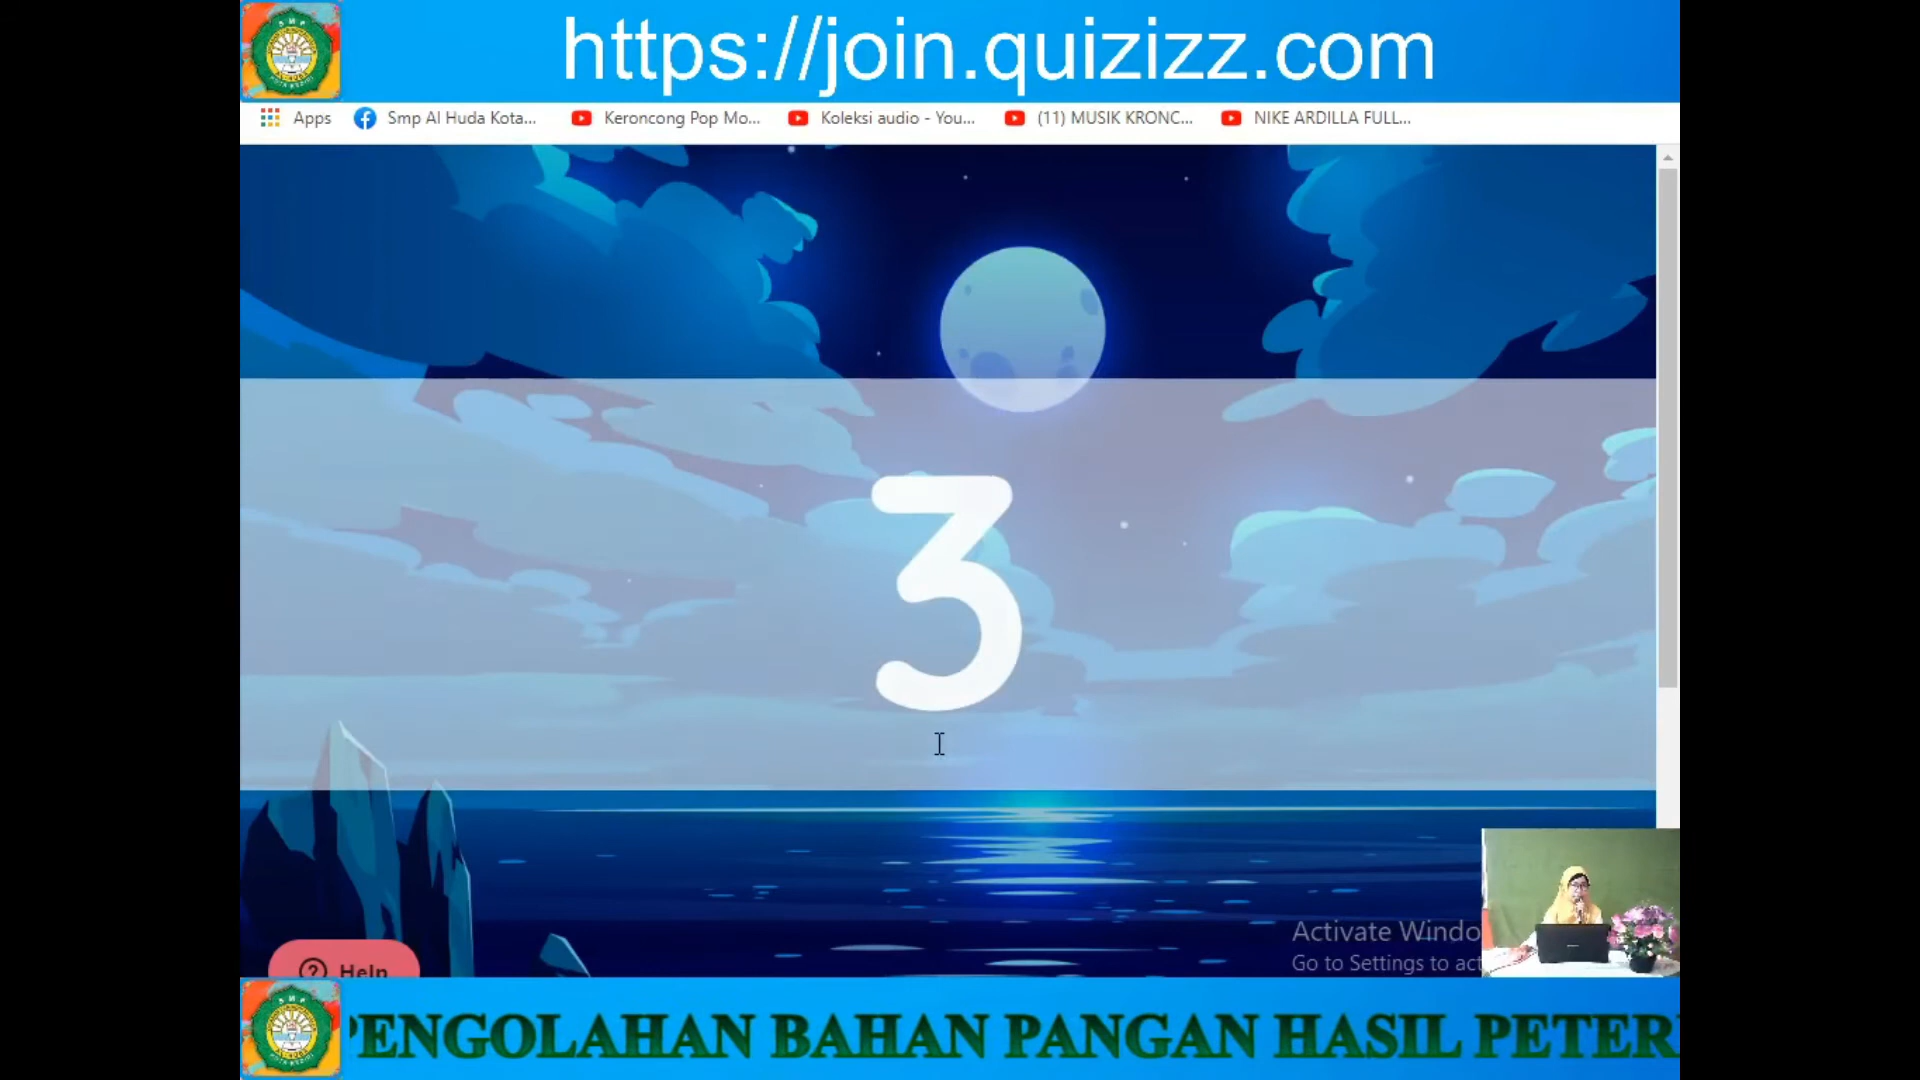 https://join.quizizz.com
Apps Smp Al Huda Kota... Keroncong Pop Mo... Koleksi audio - You... (11) MUSIK KRONC... NIKE ARDILLA FULL...
3
Activate Windo
Go to Settings to act
Help
PENGOLAHAN BAHAN PANGAN HASIL PETER